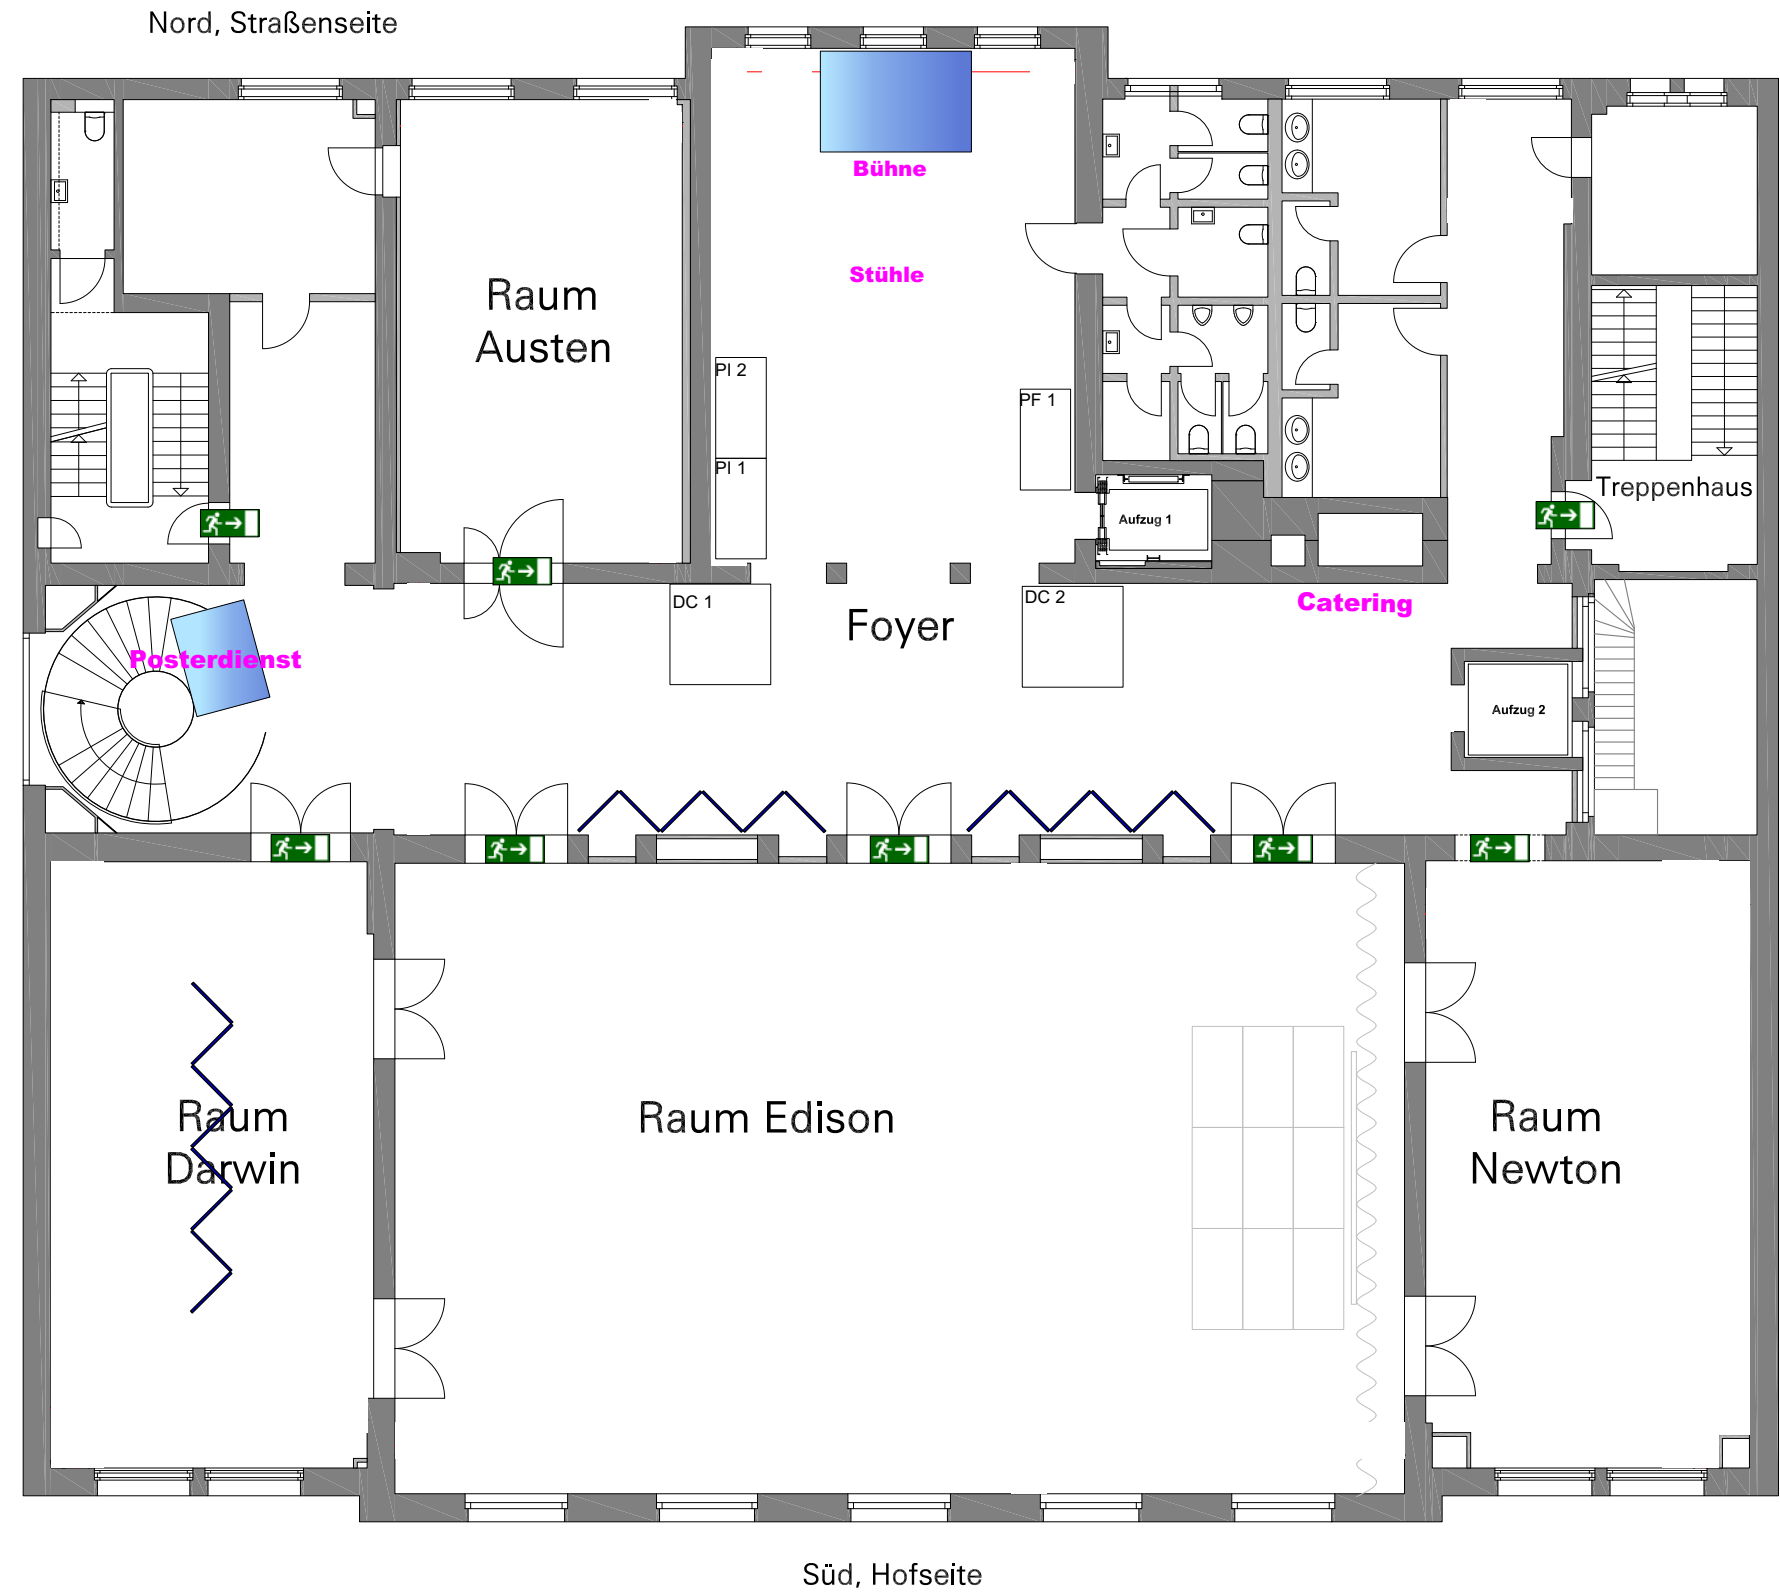 Nord, Straßenseite
Bühne
Stühle
Raum
Austen
PI 2
PF 1
PI 1
Treppenhaus
Aufzug 1
DC 1
DC 2
Catering
Foyer
Posterdienst
Aufzug 2
Raum
Darwin
Raum Edison
Raum
Newton
Süd, Hofseite